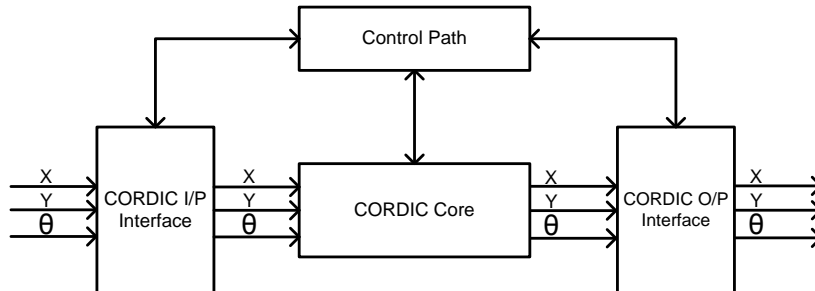 Control Path
X
Y
θ
CORDIC I/P
Interface
X
Y
θ
CORDIC Core
X
Y
θ
CORDIC O/P
Interface
X
Y
θ